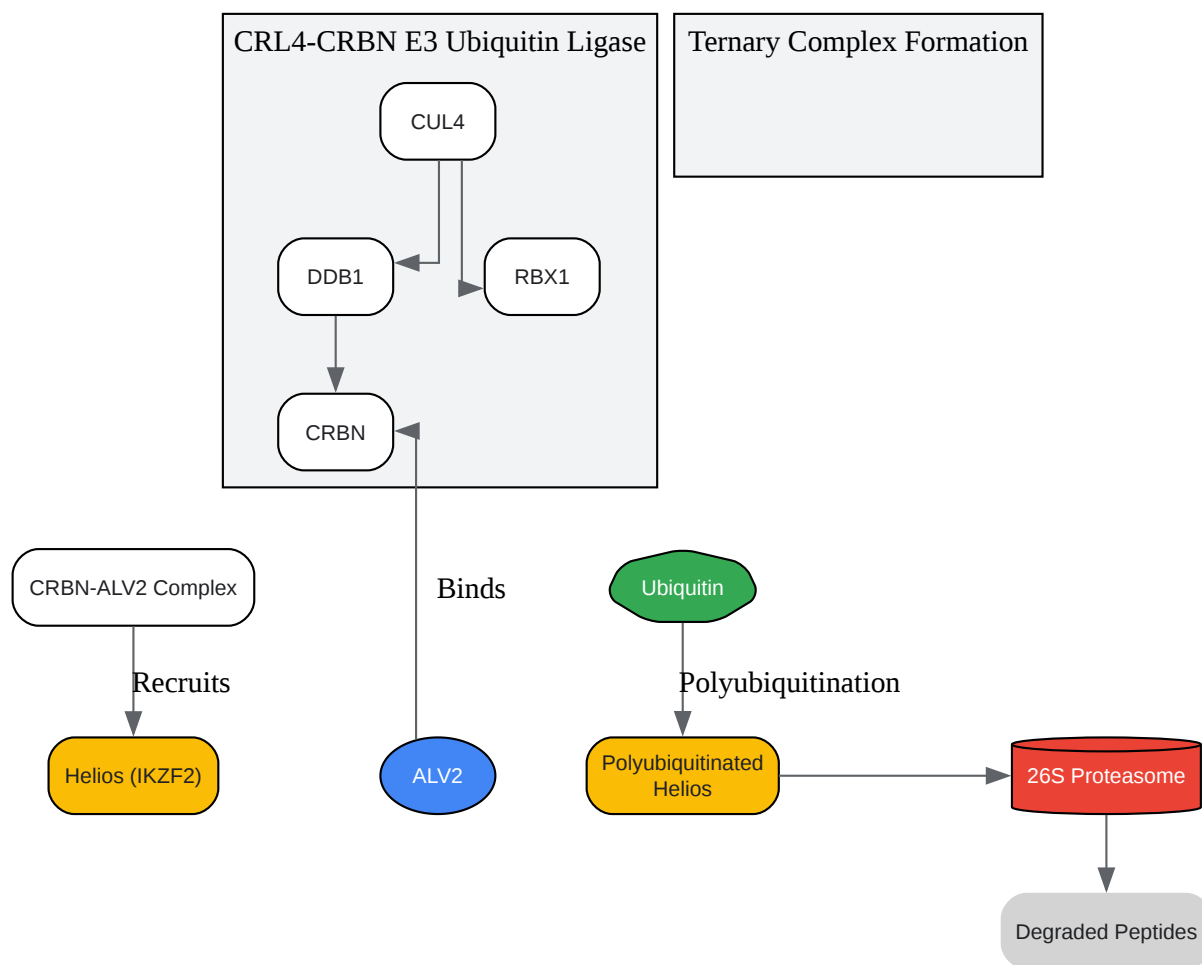 CRL4-CRBN E3 Ubiquitin Ligase
Ternary Complex Formation
CUL4
DDB1
RBX1
CRBN
CRBN-ALV2 Complex
Binds
Ubiquitin
Recruits
Polyubiquitination
Helios (IKZF2)
ALV2
Polyubiquitinated
Helios
26S Proteasome
Degraded Peptides